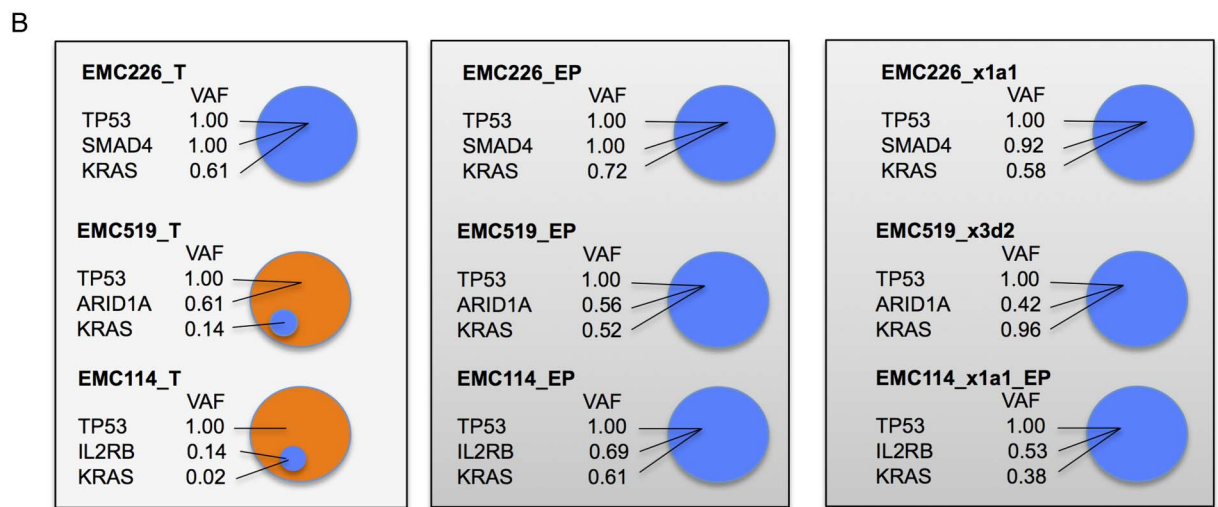 B
EMC226_T
VAF
TP53 1.00
SMAD4 1.00
KRAS 0.61
EMC519_T
VAF
TP53 1.00
ARID1A 0.61
KRAS 0.14
EMC114_T
VAF
TP53 1.00
IL2RB 0.14
KRAS 0.02
EMC226_EP
VAF
TP53 1.00
SMAD4 1.00
KRAS 0.72
EMC519_EP
VAF
TP53 1.00
ARID1A 0.56
KRAS 0.52
EMC114_EP
VAF
TP53 1.00
IL2RB 0.69
KRAS 0.61
EMC226_x1a1
VAF
TP53 1.00
SMAD4 0.92
KRAS 0.58
EMC519_x3d2
VAF
TP53 1.00
ARID1A 0.42
KRAS 0.96
EMC114_x1a1_EP
VAF
TP53 1.00
IL2RB 0.53
KRAS 0.38